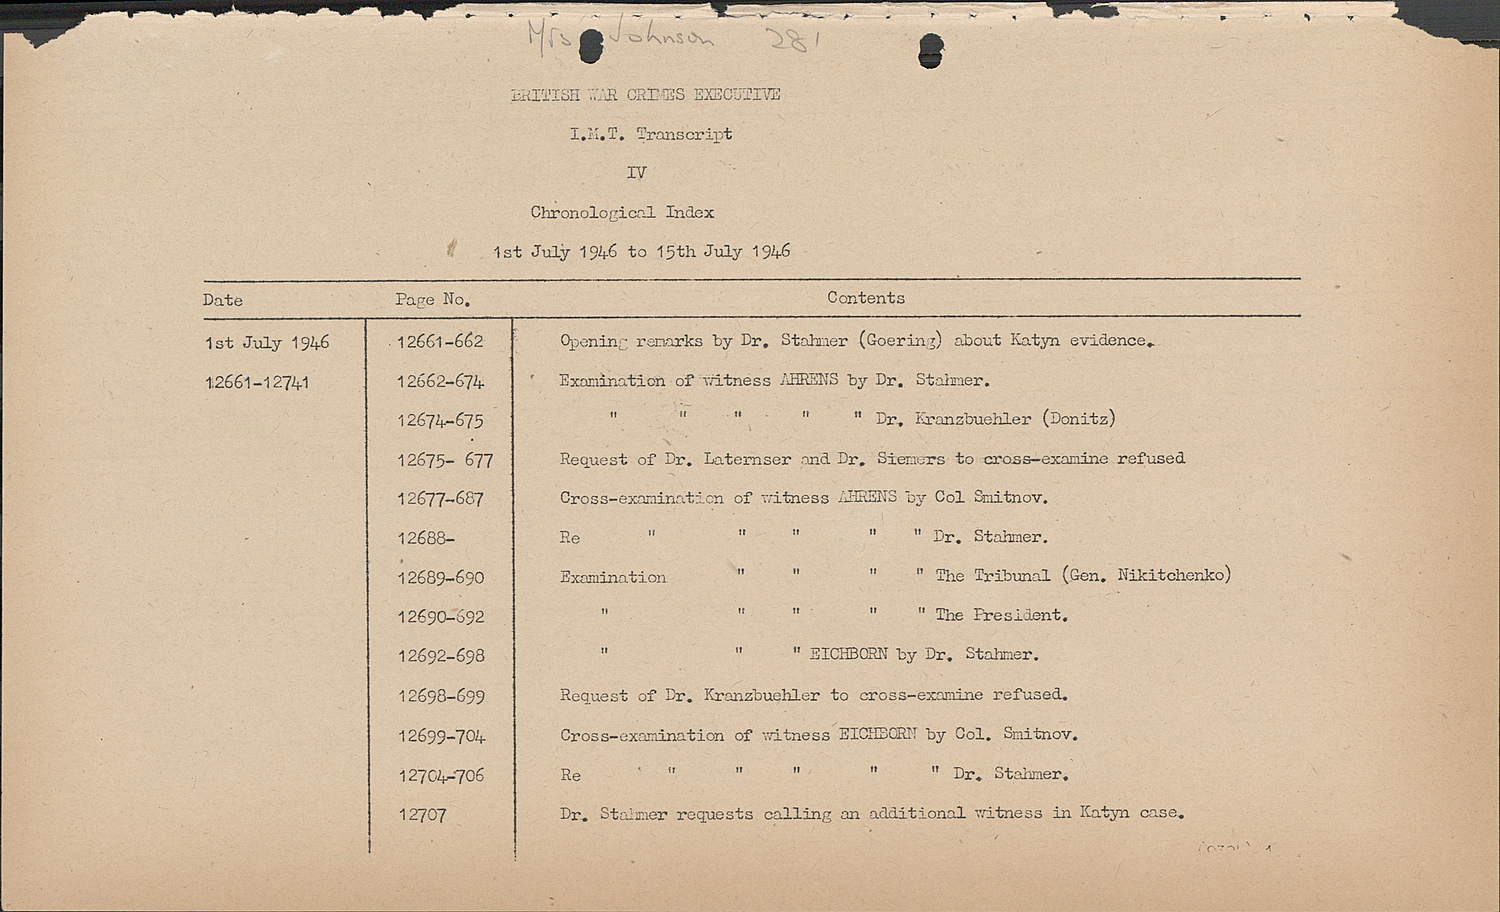 Mrs Johnson 281
BRITISH WAR CRIMES EXECUTIVE
I.M.T. Transcript
IV
Chronological Index
1st July 1946 to 15th July 1946
Date Page No. Contents
1st July 1946 12661-662 Opening remarks by Dr. Stahmer (Goering) about Katyn evidence.
12661-12741 12662-674 Examination of witness AHRENS by Dr. Stahmer.
12674-675 " " " " " Dr. Kranzbuehler (Donitz)
12675- 677 Request of Dr. Laternser and Dr. Siemers to cross-examine refused
12677-687 Cross-examination of witness AHRENS by Col Smitnov.
12688- Re " " " " " Dr. Stahmer.
12689-690 Examination " " " " The Tribunal (Gen. Nikitchenko)
12690-692 " " " " " The President.
12692-698 " " " EICHBORN by Dr. Stahmer.
12698-699 Request of Dr. Kranzbuehler to cross-examine refused.
12699-704 Cross-examination of witness EICHBORN by Col. Smitnov.
12704-706 Re " " " " " Dr. Stahmer.
12707 Dr. Stahmer requests calling an additional witness in Katyn case.